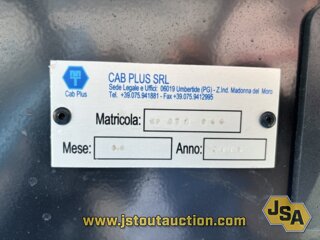 CAB PLUS SRL
Sede Legale e Uffici: 06019 Umbertide (PG) - Z.Ind. Madonna del Moro
Tel. +39.075.941881 - Fax +39.075.9412995
Cab Plus
Matricola:
Mese:
Anno:
JSA
www.jstoutauction.com